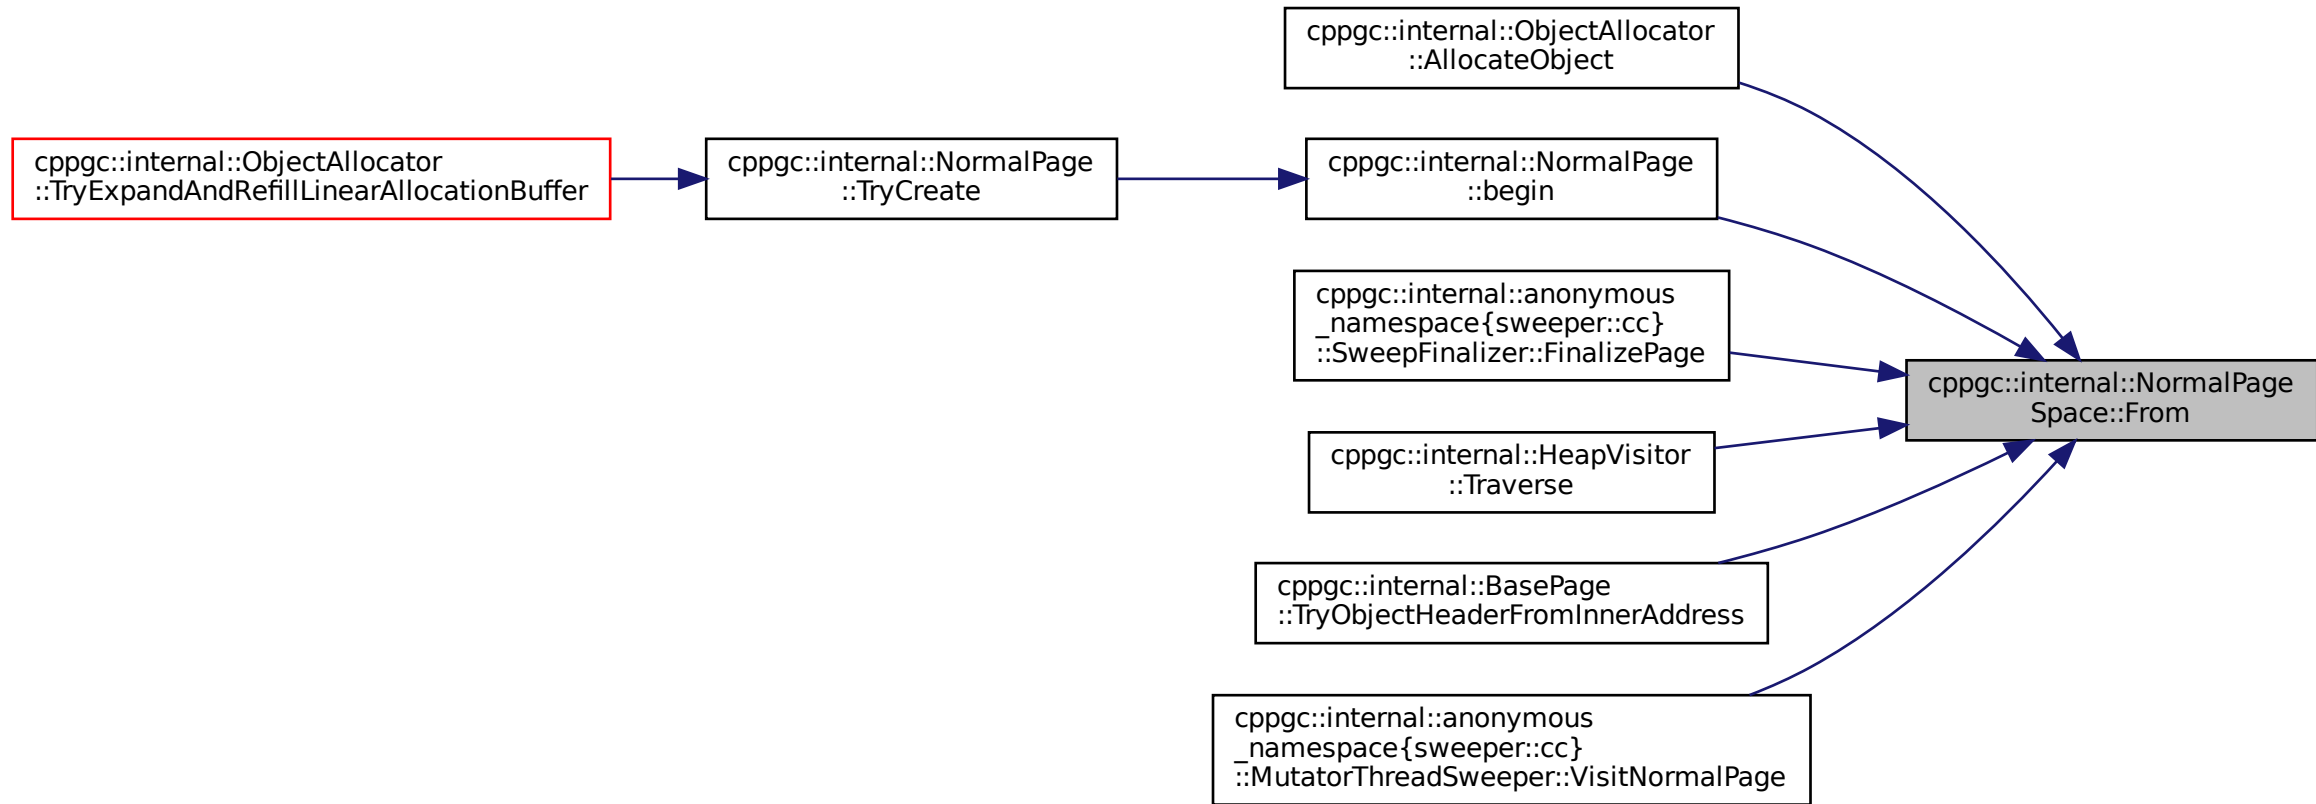 cppgc::internal::ObjectAllocator
::AllocateObject
cppgc::internal::ObjectAllocator
::TryExpandAndRefillLinearAllocationBuffer
cppgc::internal::NormalPage
::TryCreate
cppgc::internal::NormalPage
::begin
cppgc::internal::anonymous
_namespace{sweeper::cc}
::SweepFinalizer::FinalizePage
cppgc::internal::NormalPage
Space::From
cppgc::internal::HeapVisitor
::Traverse
cppgc::internal::BasePage
::TryObjectHeaderFromInnerAddress
cppgc::internal::anonymous
_namespace{sweeper::cc}
::MutatorThreadSweeper::VisitNormalPage